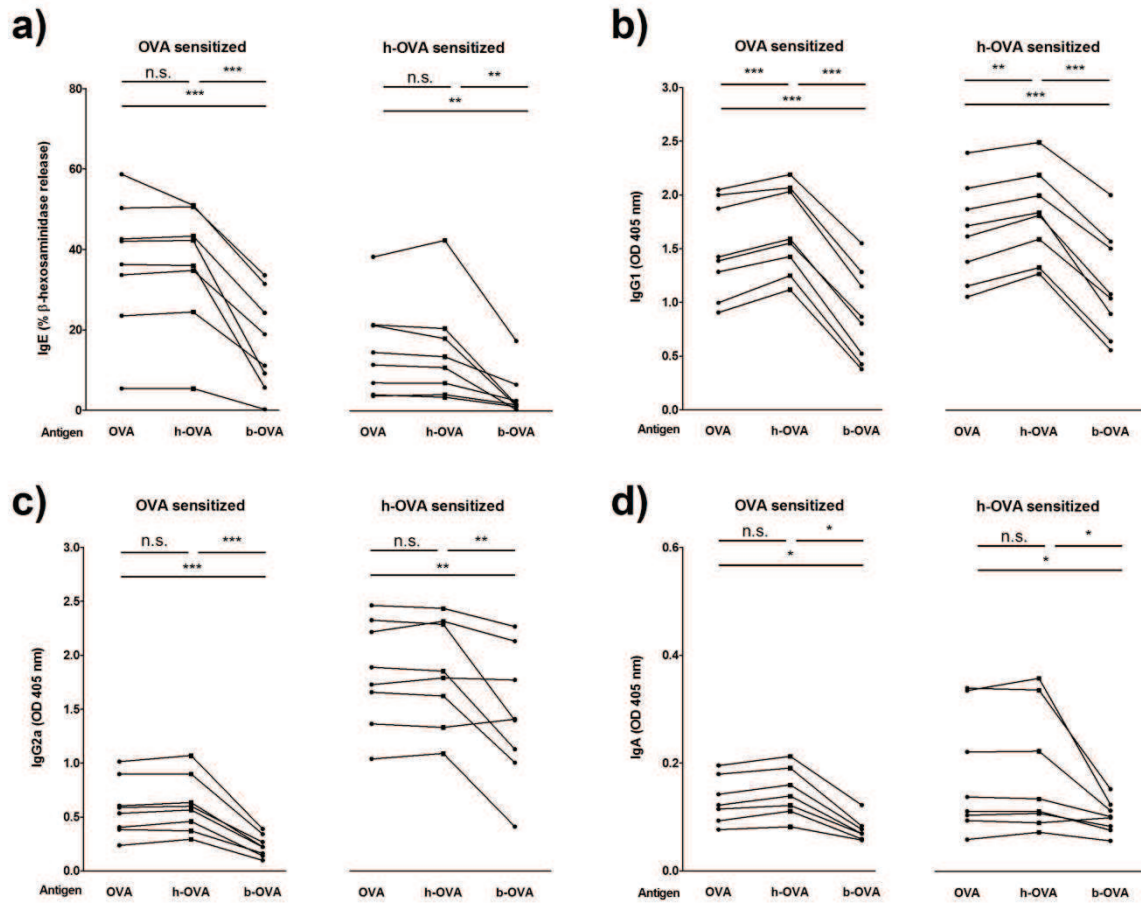 a)
OVA sensitized
h-OVA sensitized
n.s.
***
***
n.s.
**
**
IgE (% β-hexosaminidase release)
80
60
40
20
0
Antigen
OVA
h-OVA
b-OVA
OVA
h-OVA
b-OVA
b)
OVA sensitized
h-OVA sensitized
***
***
***
**
***
***
IgG1 (OD 405 nm)
3.0
2.5
2.0
1.5
1.0
0.5
0.0
Antigen
OVA
h-OVA
b-OVA
OVA
h-OVA
b-OVA
c)
OVA sensitized
h-OVA sensitized
n.s.
***
***
n.s.
**
**
IgG2a (OD 405 nm)
3.0
2.5
2.0
1.5
1.0
0.5
0.0
Antigen
OVA
h-OVA
b-OVA
OVA
h-OVA
b-OVA
d)
OVA sensitized
h-OVA sensitized
n.s.
*
*
n.s.
*
*
IgA (OD 405 nm)
0.6
0.4
0.2
0.0
Antigen
OVA
h-OVA
b-OVA
OVA
h-OVA
b-OVA